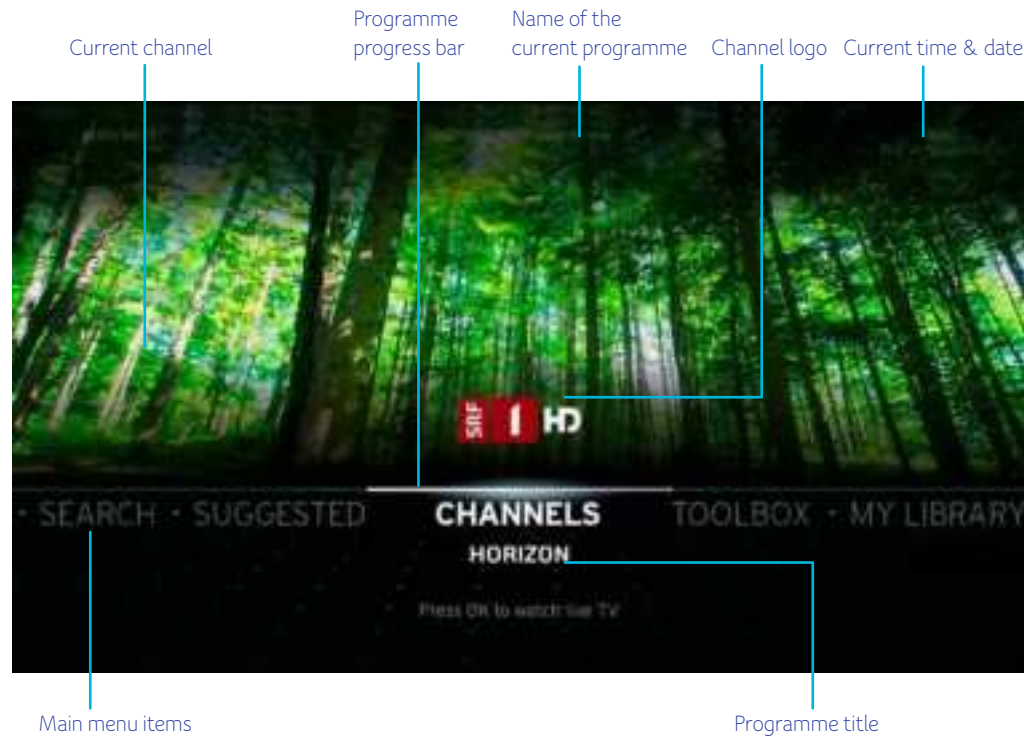 Programme
progress bar
Name of the
current programme
Current channel
Channel logo
Current time & date
SRF 1 HD
· SEARCH · SUGGESTED CHANNELS TOOLBOX · MY LIBRARY
HORIZON
Press OK to watch live TV
Main menu items
Programme title